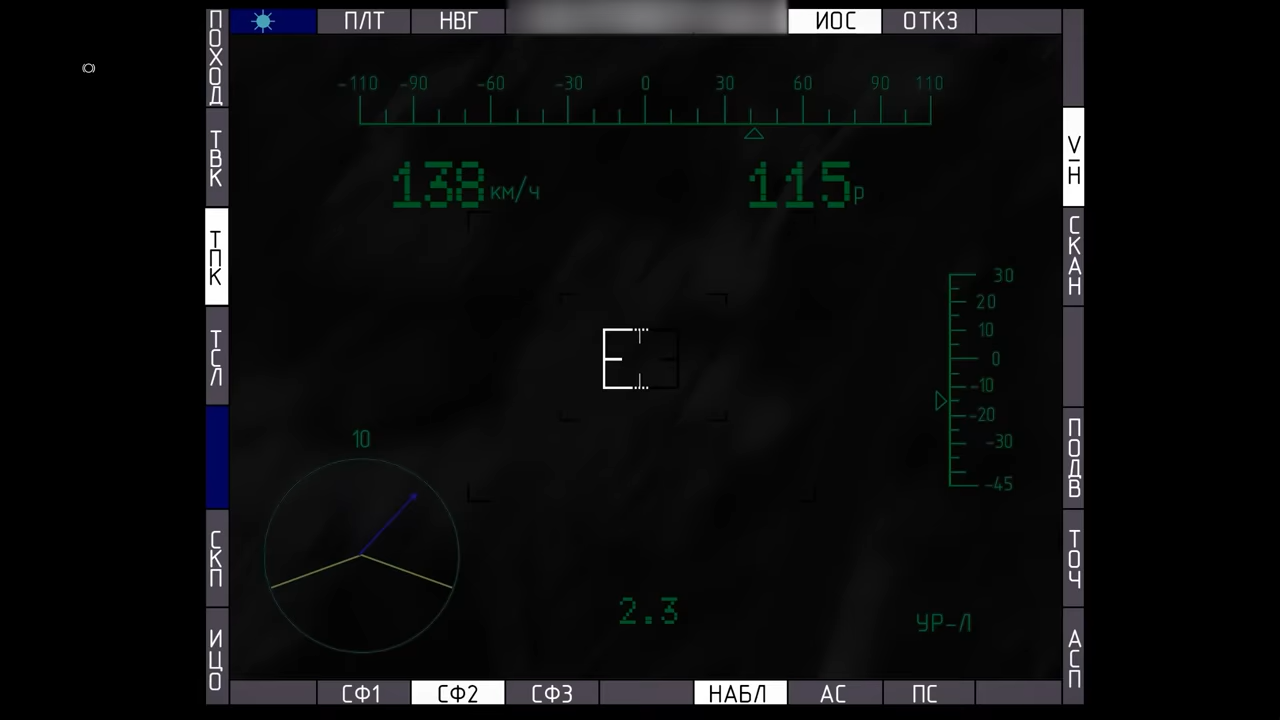 П/ЛТ НВГ ИОС ОТКЗ
ПОХОД
ТВК
ТПК
ТСЛ
СКП
ИЦО
-110 -90 -60 -30 0 30 60 90 110
138 км/ч 115р
V-Н
СКАН
ПОДВ
ТОЧ
АСП
30
20
10
0
-10
-20
-30
-45
10
2.3
УР-Л
СФ1 СФ2 СФ3 НАБЛ АС ПС